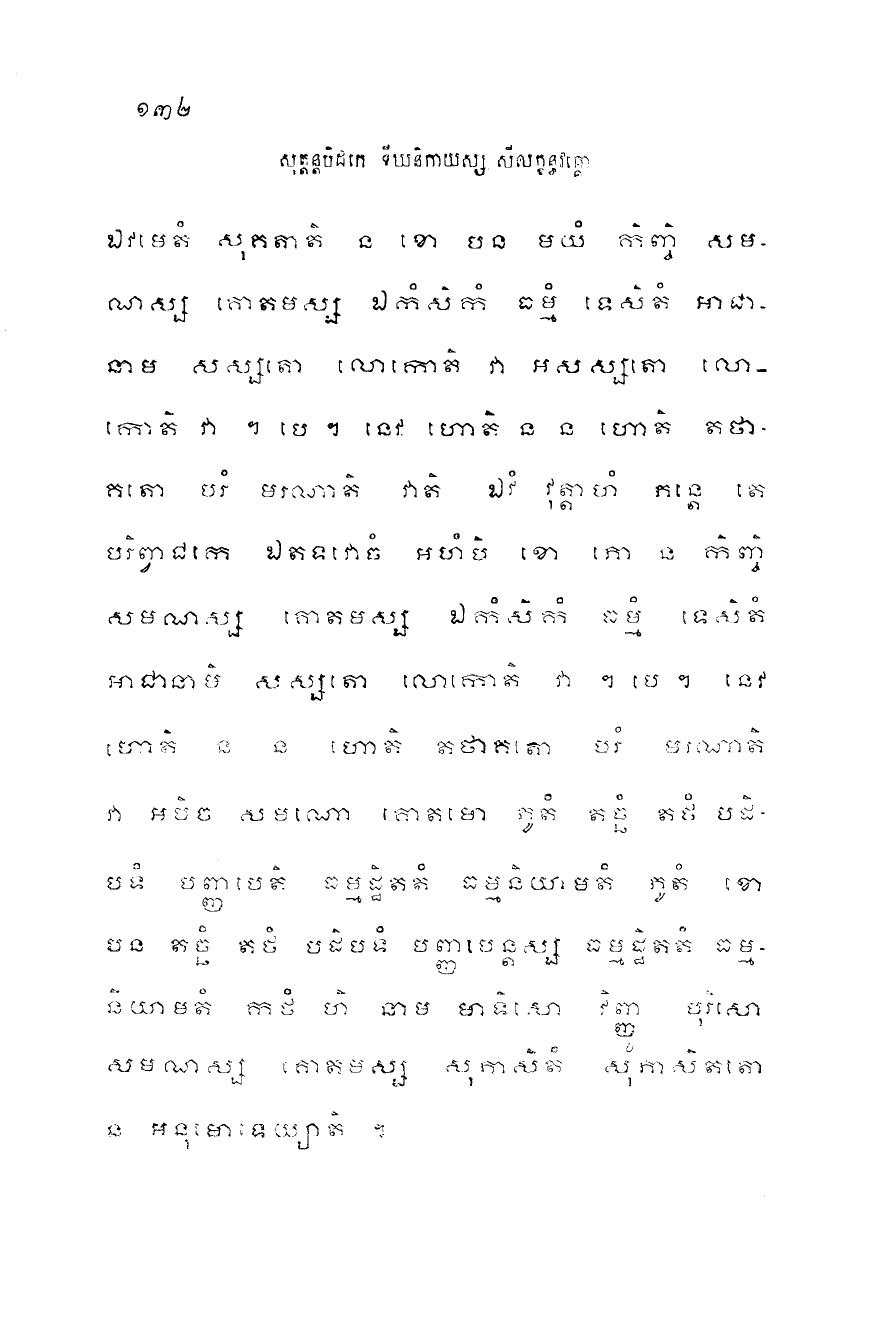 ១៣២
សុត្តន្តបិដកេ ទីឃនិកាយស្ស សីលក្ខន្ធវគ្គោ
ឯវមេតំ សុគតាតិ ន ខោ បន មយំ កិញ្ចិ សម-
ណស្ស គោតមស្ស ឯកំសិកំ ធម្មំ ទេសិតំ អាជា-
នាម សស្សតោ លោកោតិ វា អសស្សតោ លោ-
កោតិ វា ។ បេ ។ នេវ ហោតិ ន ន ហោតិ តថា-
គតោ បរំ មរណាតិ វាតិ ឯវំ វុត្តាហំ ភន្តេ តេ
បរិព្វាជកេ ឯតទវោចំ អហំបិ ខោ ភោ ន កិញ្ចិ
សមណស្ស គោតមស្ស ឯកំសិកំ ធម្មំ ទេសិតំ
អាជានាមិ សស្សតោ លោកោតិ វា ។ បេ ។ នេវ
ហោតិ ន ន ហោតិ តថាគតោ បរំ មរណាតិ
វា អបិច សមណោ គោតមោ ភូតំ តច្ឆំ តថំ បដិ-
បទំ បញ្ញាបេតិ ធម្មដ្ឋិតតំ ធម្មនិយាមតំ ភូតំ ខោ
បន តច្ឆំ តថំ បដិបទំ បញ្ញាបេន្តស្ស ធម្មដ្ឋិតតំ ធម្ម-
និយាមតំ កថំ ហិ នាម មាទិសោ វិញ្ញូ បុរិសោ
សមណស្ស គោតមស្ស សុភាសិតំ សុភាសិតតោ
ន អនុមោទេយ្យាតិ ។